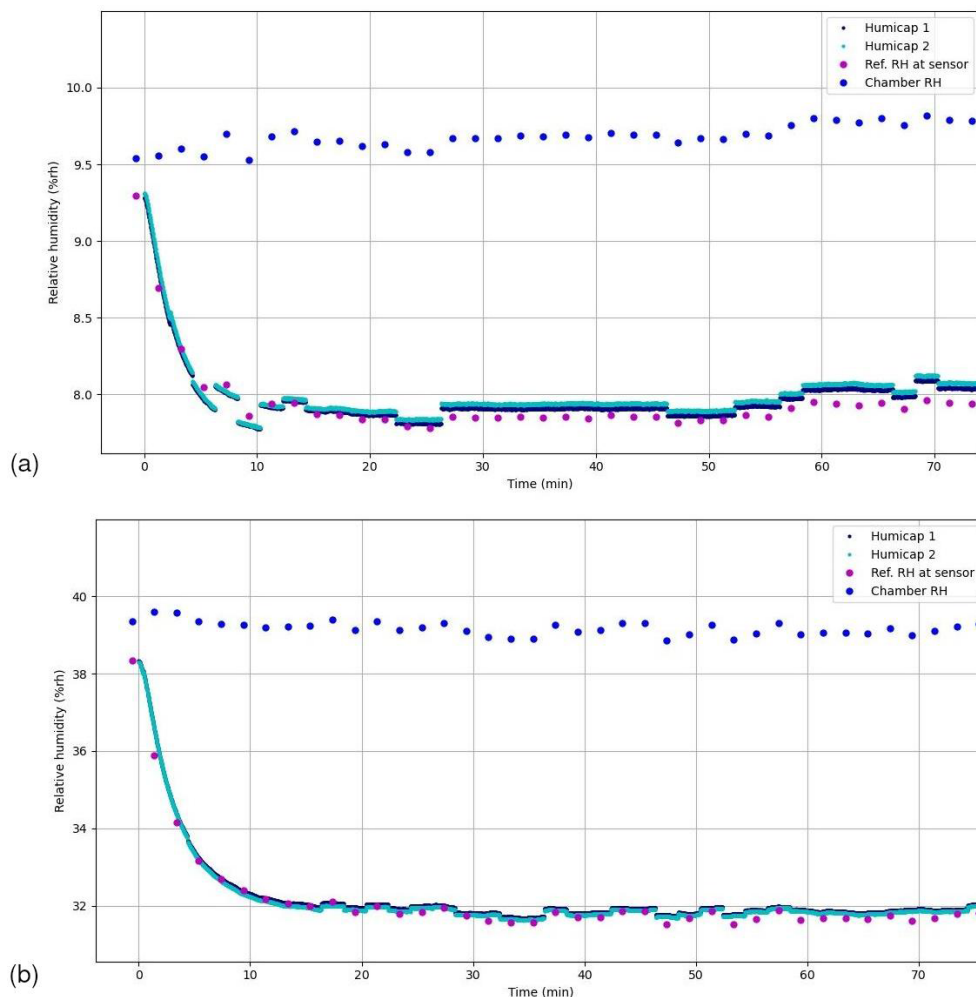 Humicap 1
Humicap 2
Ref. RH at sensor
Chamber RH
10.0
9.5
9.0
8.5
8.0
Relative humidity (%rh)
0 10 20 30 40 50 60 70
Time (min)
(a)
Humicap 1
Humicap 2
Ref. RH at sensor
Chamber RH
40
38
36
34
32
Relative humidity (%rh)
0 10 20 30 40 50 60 70
Time (min)
(b)